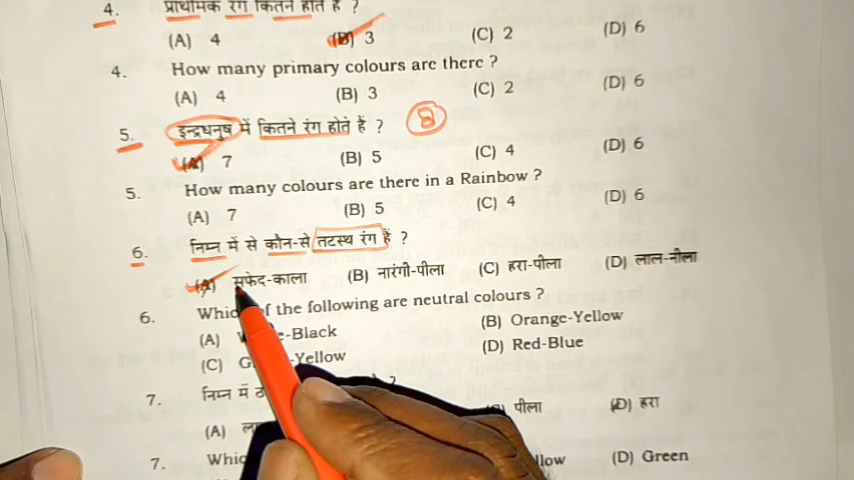 4. प्राथमिक रंग कितने होते हैं ?
(A) 4 (B) 3 (C) 2 (D) 6
4. How many primary colours are there ?
(A) 4 (B) 3 (C) 2 (D) 6
5. इन्द्रधनुष में कितने रंग होते हैं ?
(A) 7 (B) 5 (C) 4 (D) 6
5. How many colours are there in a Rainbow ?
(A) 7 (B) 5 (C) 4 (D) 6
6. निम्न में से कौन-से तटस्थ रंग हैं ?
(A) सफेद-काला (B) नारंगी-पीला (C) हरा-पीला (D) लाल-नीला
6. of the following are neutral colours ?
(A) -Black (B) Orange-Yellow
(C) -Yellow (D) Red-Blue
7. निम्न में ?
(A) पीला (D) हरा
7. (D) Green